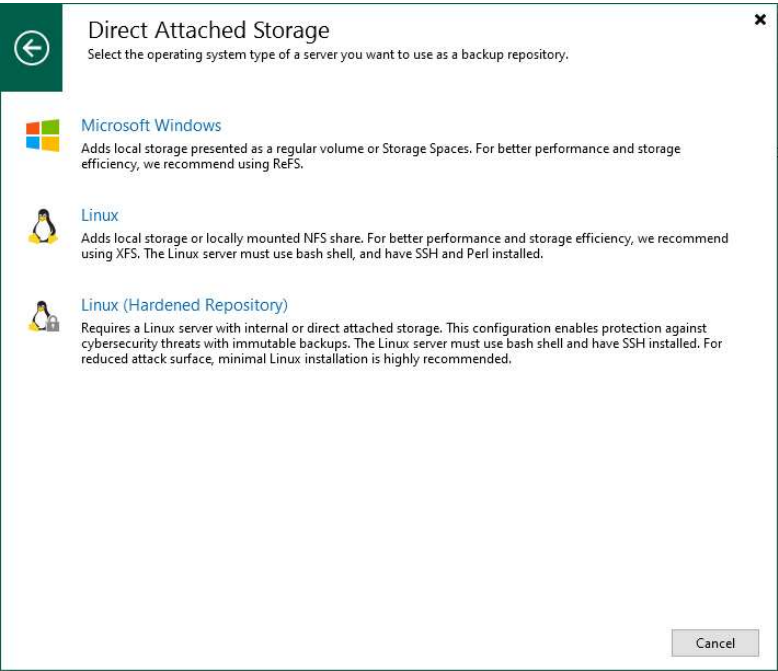 Direct Attached Storage
Select the operating system type of a server you want to use as a backup repository.
Microsoft Windows
Adds local storage presented as a regular volume or Storage Spaces. For better performance and storage
efficiency, we recommend using ReFS.
Linux
Adds local storage or locally mounted NFS share. For better performance and storage efficiency, we recommend
using XFS. The Linux server must use bash shell, and have SSH and Perl installed.
Linux (Hardened Repository)
Requires a Linux server with internal or direct attached storage. This configuration enables protection against
cybersecurity threats with immutable backups. The Linux server must use bash shell and have SSH installed. For
reduced attack surface, minimal Linux installation is highly recommended.
Cancel